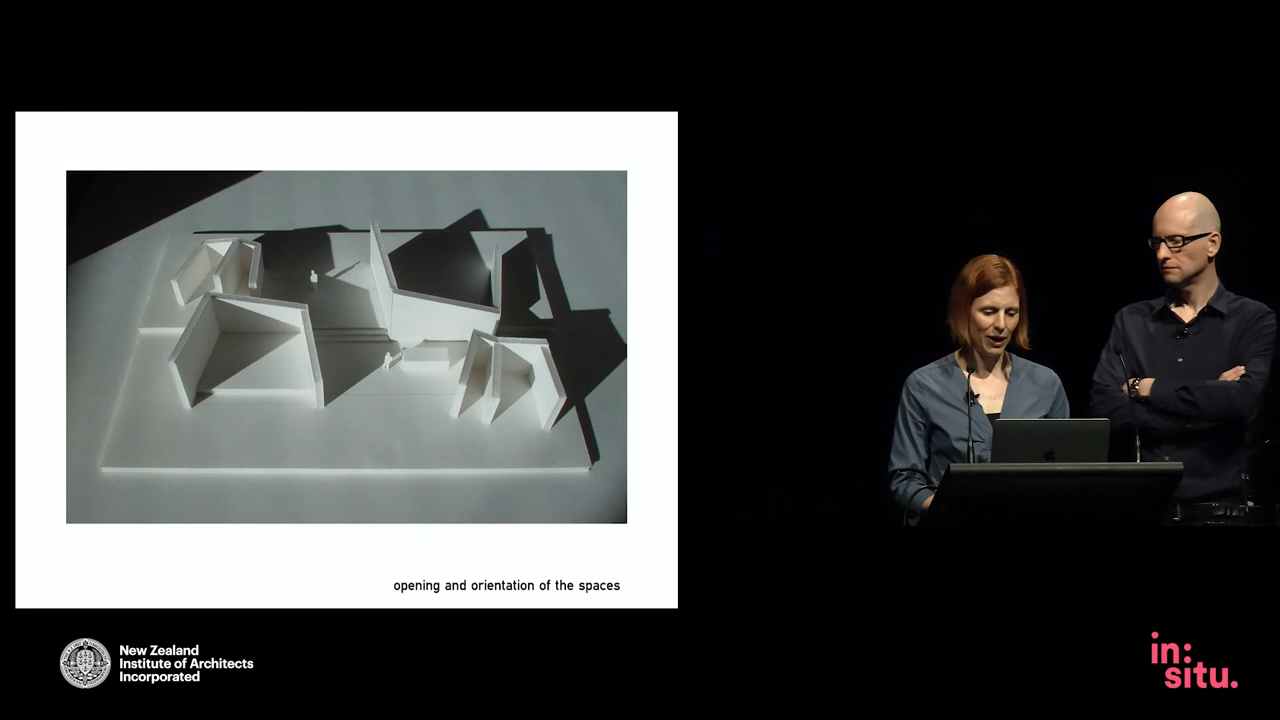 opening and orientation of the spaces
New Zealand
Institute of Architects
Incorporated
in:
situ.